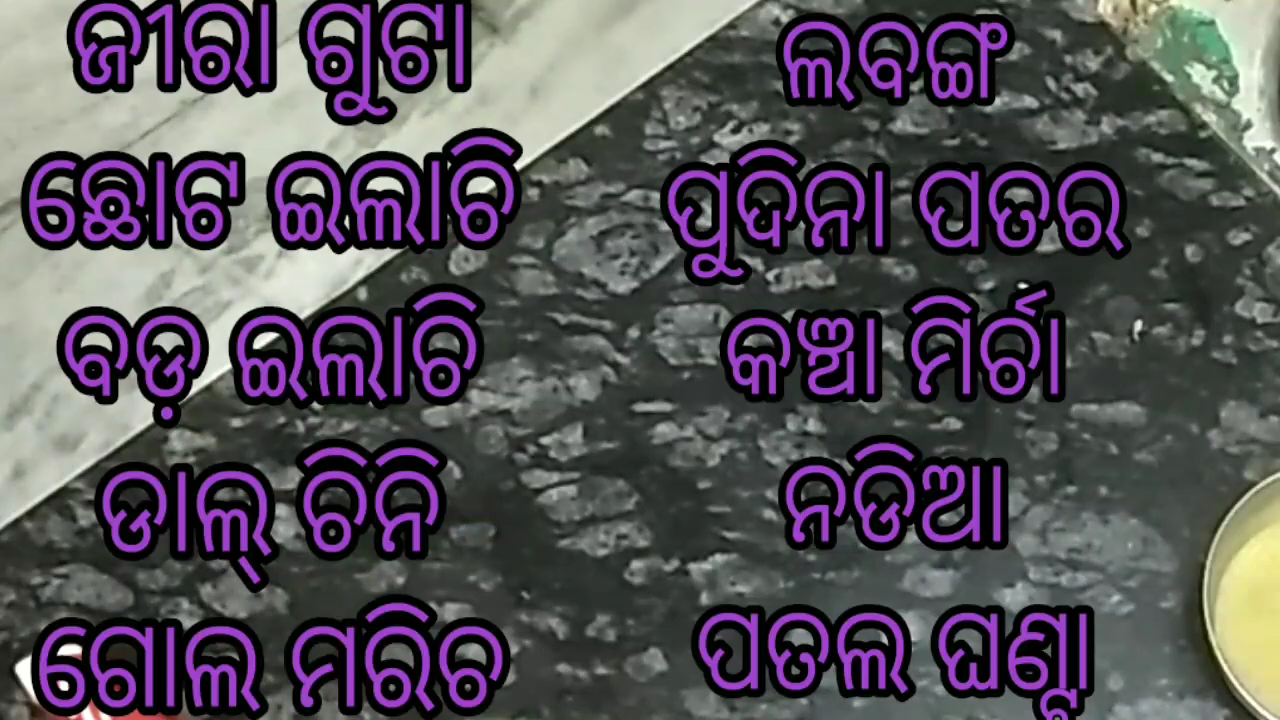 ଜୀରା ଗୁଟା
ଛୋଟ ଇଲାଚି
ବଡ଼ ଇଲାଚି
ଡାଲ୍ ଚିନି
ଗୋଲ ମରିଚ
ଲବଙ୍ଗ
ପୁଦିନା ପତର
କଞ୍ଚା ମିର୍ଚା
ନଡିଆ
ପତଲ ଘଣ୍ଟା